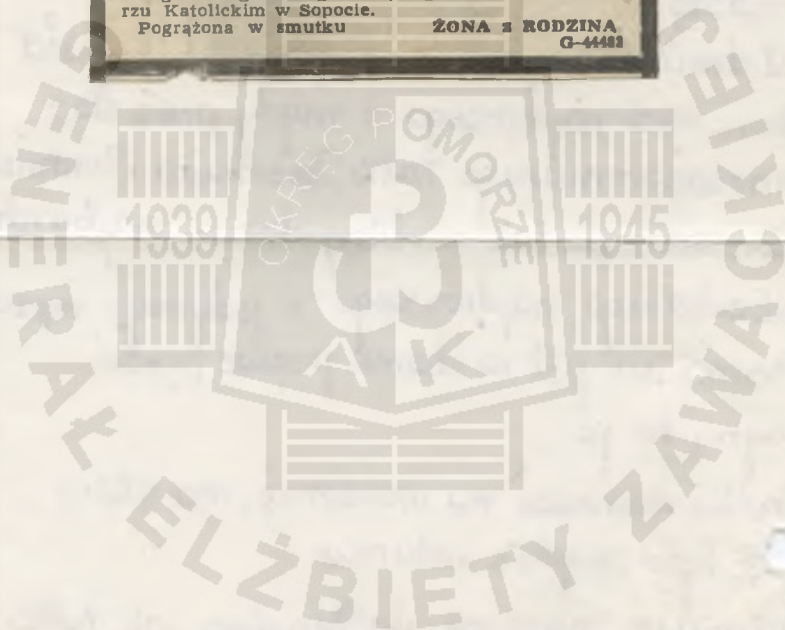 rzu Katolickim w Sopocie.
Pogrążona w smutku ŻONA z RODZINĄ
G-44482
OKRĘG POMORZE
1939 1945
AK
GENERAŁ ELŻBIETY ZAWACKIEJ